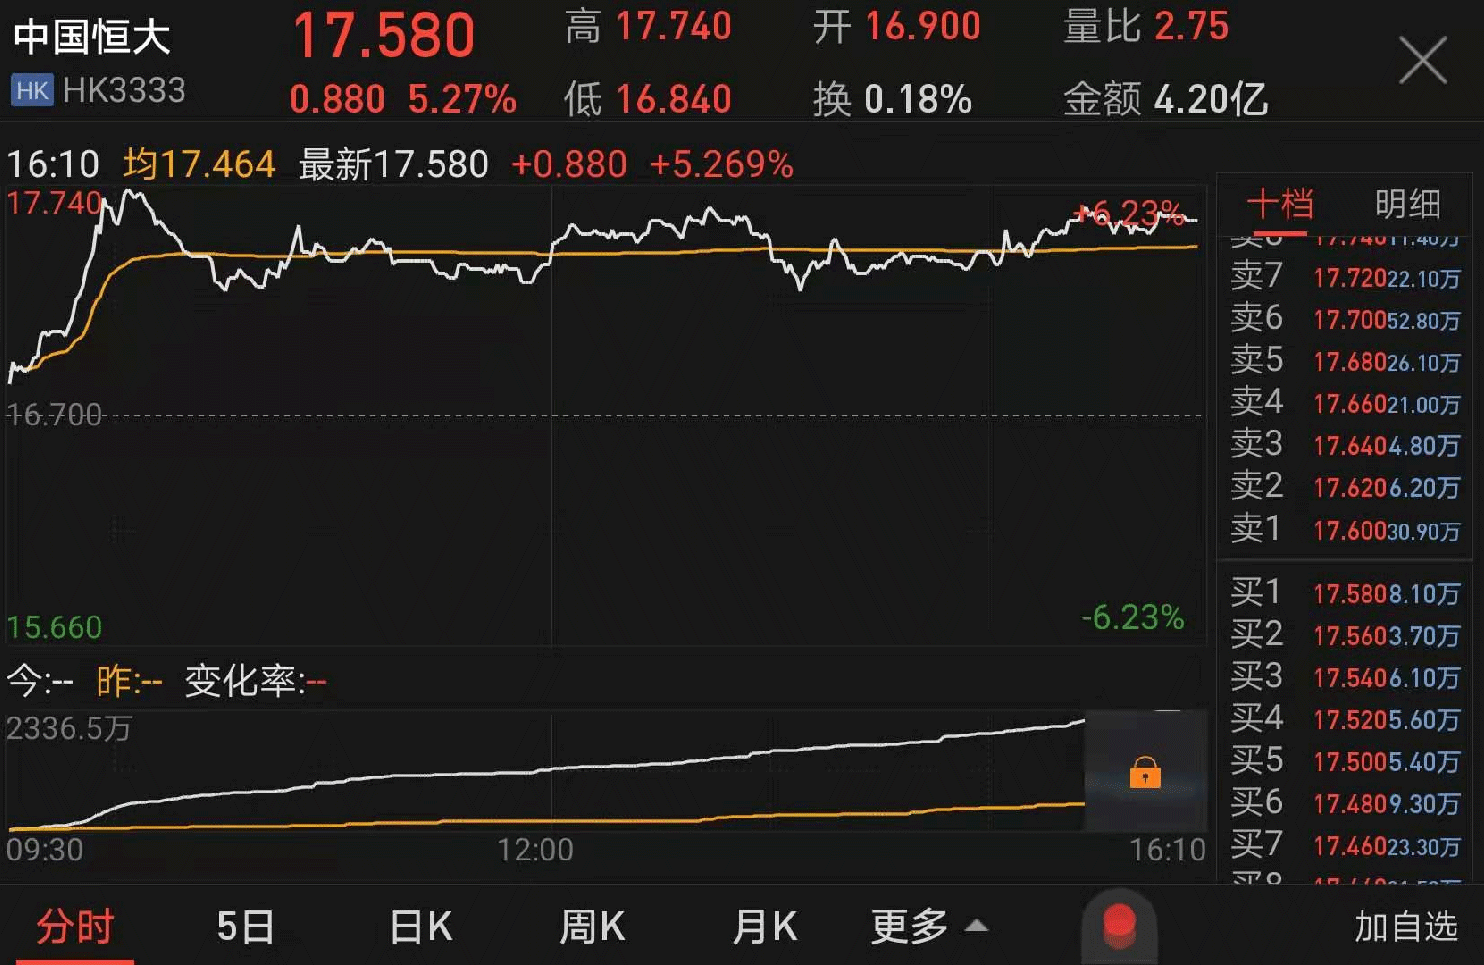 中国恒大 17.580 高 17.740 开 16.900 量比 2.75
HK HK3333 0.880 5.27% 低 16.840 换 0.18% 金额 4.20亿
16:10 均17.464 最新17.580 +0.880 +5.269%
17.740 +6.23%
16.700
15.660 -6.23%
今:-- 昨:-- 变化率:--
2336.5万
09:30 12:00 16:10
十档 明细
卖8 17.740 11.40万
卖7 17.720 22.10万
卖6 17.700 52.80万
卖5 17.680 26.10万
卖4 17.660 21.00万
卖3 17.640 4.80万
卖2 17.620 6.20万
卖1 17.600 30.90万
买1 17.580 8.10万
买2 17.560 3.70万
买3 17.540 6.10万
买4 17.520 5.60万
买5 17.500 5.40万
买6 17.480 9.30万
买7 17.460 23.30万
买8
分时 5日 日K 周K 月K 更多 加自选